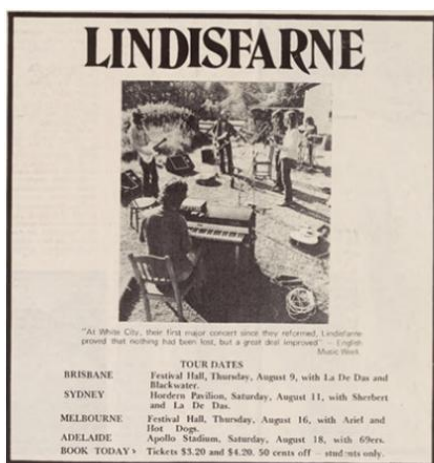 LINDISFARNE
"At White City, their first major concert since they reformed, Lindisfarne
proved that nothing had been lost, but a great deal improved" – English
Music Week.
TOUR DATES
BRISBANE Festival Hall, Thursday, August 9, with La De Das and
Blackwater.
SYDNEY Hordern Pavilion, Saturday, August 11, with Sherbert
and La De Das.
MELBOURNE Festival Hall, Thursday, August 16, with Ariel and
Hot Dogs.
ADELAIDE Apollo Stadium, Saturday, August 18, with 69ers.
BOOK TODAY Tickets $3.20 and $4.20. 50 cents off – students only.